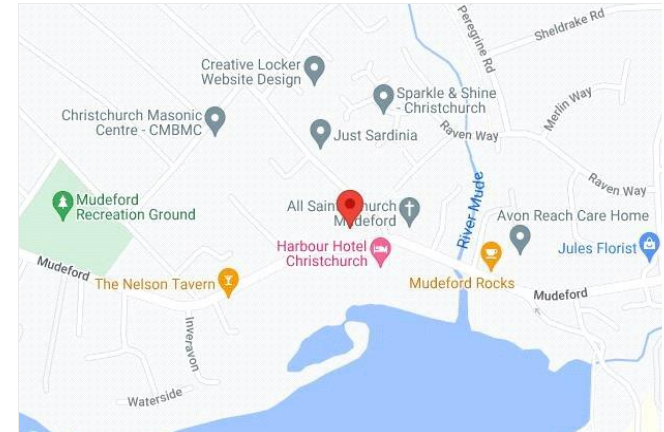 Sheldrake Rd
Peregrine Rd
Creative Locker
Website Design
Sparkle & Shine
- Christchurch
Merlin Way
Christchurch Masonic
Centre - CMBMC
Raven Way
Just Sardinia
Raven Way
Mudeford
Recreation Ground
All Sain
church
M
deford
River Mude
Avon Reach Care Home
Harbour Hotel
Christchurch
Jules Florist
Mudeford
The Nelson Tavern
Mudeford Rocks
Mudeford
Inveravon
Waterside